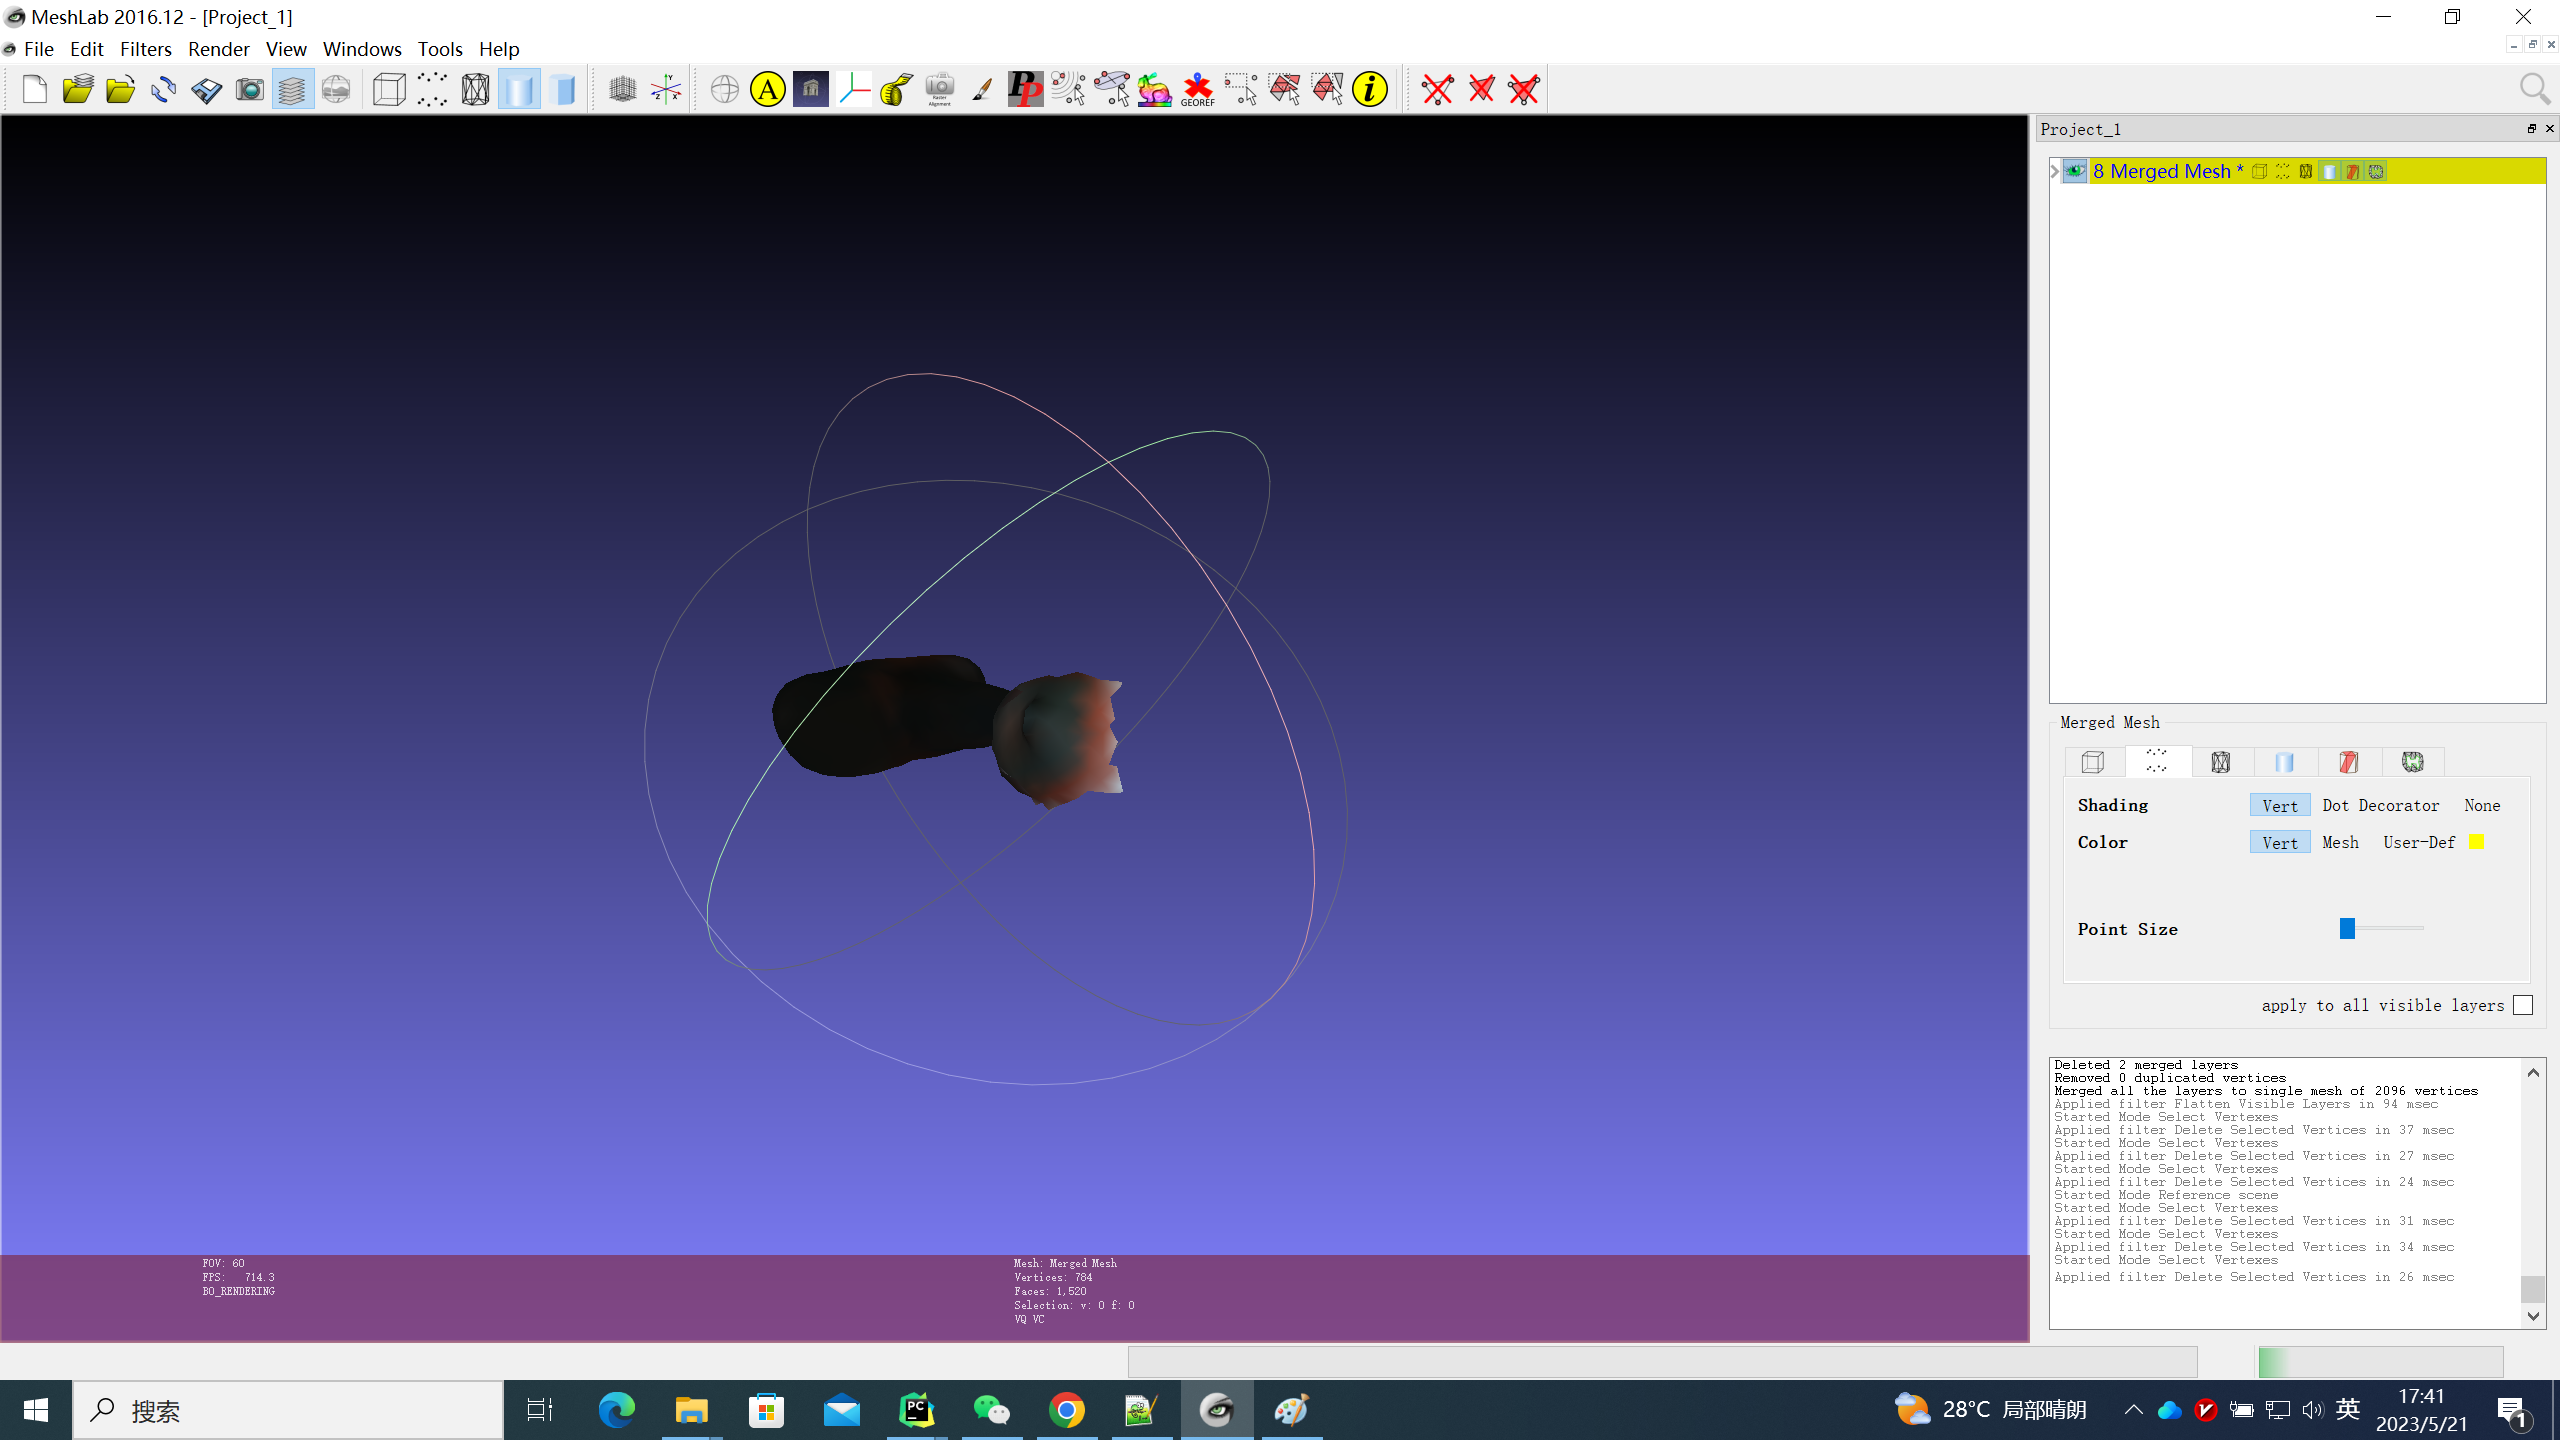 MeshLab 2016.12 - [Project_1]
File Edit Filters Render View Windows Tools Help
A
Raster Alignment
PP
GEOREF
i
Project_1
8 Merged Mesh *
Merged Mesh
Shading Vert Dot Decorator None
Color Vert Mesh User-Def
Point Size
apply to all visible layers
Deleted 2 merged layers
Removed 0 duplicated vertices
Merged all the layers to single mesh of 2096 vertices
Applied filter Flatten Visible Layers in 94 msec
Started Mode Select Vertexes
Applied filter Delete Selected Vertices in 37 msec
Started Mode Select Vertexes
Applied filter Delete Selected Vertices in 27 msec
Started Mode Select Vertexes
Applied filter Delete Selected Vertices in 24 msec
Started Mode Reference scene
Started Mode Select Vertexes
Applied filter Delete Selected Vertices in 31 msec
Started Mode Select Vertexes
Applied filter Delete Selected Vertices in 34 msec
Started Mode Select Vertexes
Applied filter Delete Selected Vertices in 26 msec
FOV: 60
FPS: 714.3
BO_RENDERING
Mesh: Merged Mesh
Vertices: 784
Faces: 1,520
Selection: v: 0 f: 0
VQ VC
搜索
PC
28°C 局部晴朗
英
17:41
2023/5/21
1